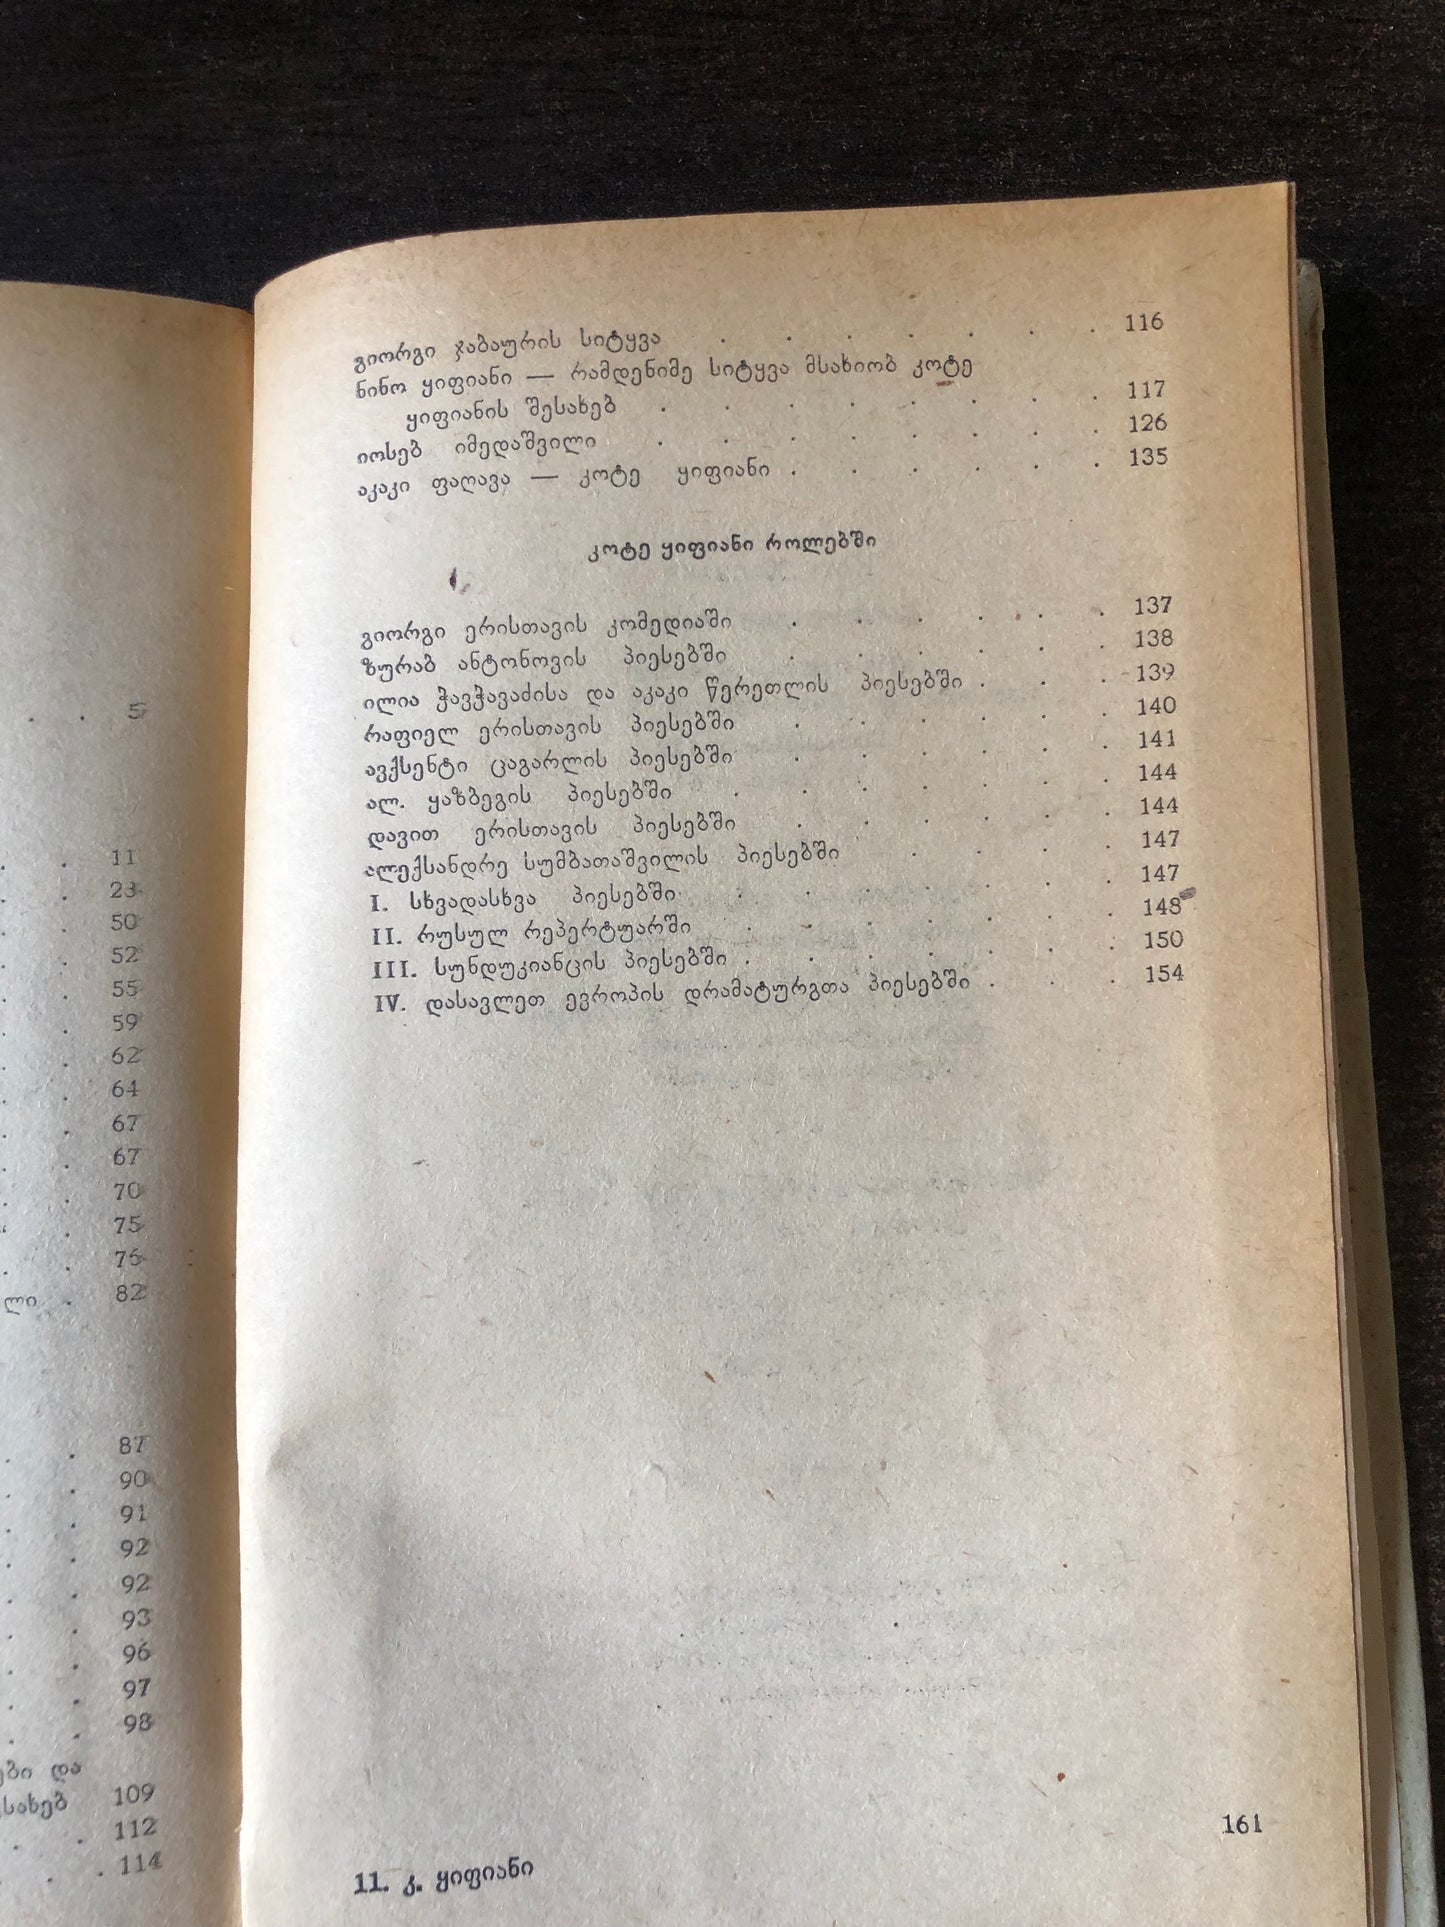 . . 5
. 11
. 23
. 50
. 52
. 55
. 59
. 62
. 64
. 67
. 67
. 70
75
. 76
ლი . 82
. . 87
. . 90
. . 91
. . 92
. . 92
. . 93
. . 96
. . 97
. . 98
და
109
. . 112
. . 114
გიორგი ჯაბაურის სიტყვა . . . . . . . 116
ნინო ყიფიანი — რამდენიმე სიტყვა მსახიობ კოტე
ყიფიანის შესახებ . . . . . . . . 117
იოსებ იმედაშვილი . . . . . . . . 126
აკაკი ფაღავა — კოტე ყიფიანი . . . . . . 135
კოტე ყიფიანი როლებში
გიორგი ერისთავის კომედიაში . . . . . . 137
ზურაბ ანტონოვის პიესებში . . . . . . 138
ილია ჭავჭავაძისა და აკაკი წერეთლის პიესებში . . . 139
რაფიელ ერისთავის პიესებში . . . . . . 140
ავქსენტი ცაგარლის პიესებში . . . . . . 141
ალ. ყაზბეგის პიესებში . . . . . . . 144
დავით ერისთავის პიესებში . . . . . . 144
ალექსანდრე სუმბათაშვილის პიესებში . . . . 147
I. სხვადასხვა პიესებში . . . . . . . 147
II. რუსულ რეპერტუარში . . . . . . . 148
III. სუნდუკიანცის პიესებში . . . . . . . 150
IV. დასავლეთ ევროპის დრამატურგთა პიესებში . . . 154
161
11. კ. ყიფიანი